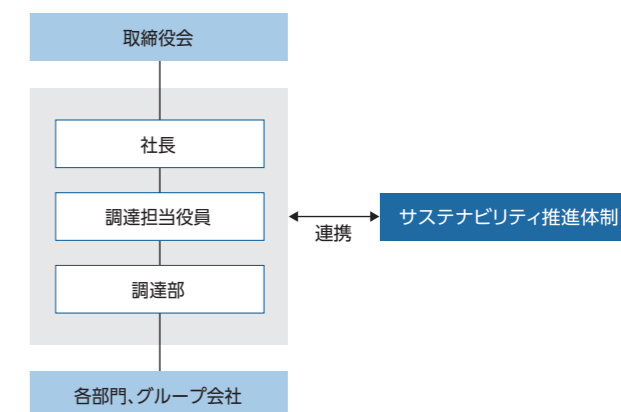 取締役会
社長
調達担当役員
連携
サステナビリティ推進体制
調達部
各部門、グループ会社